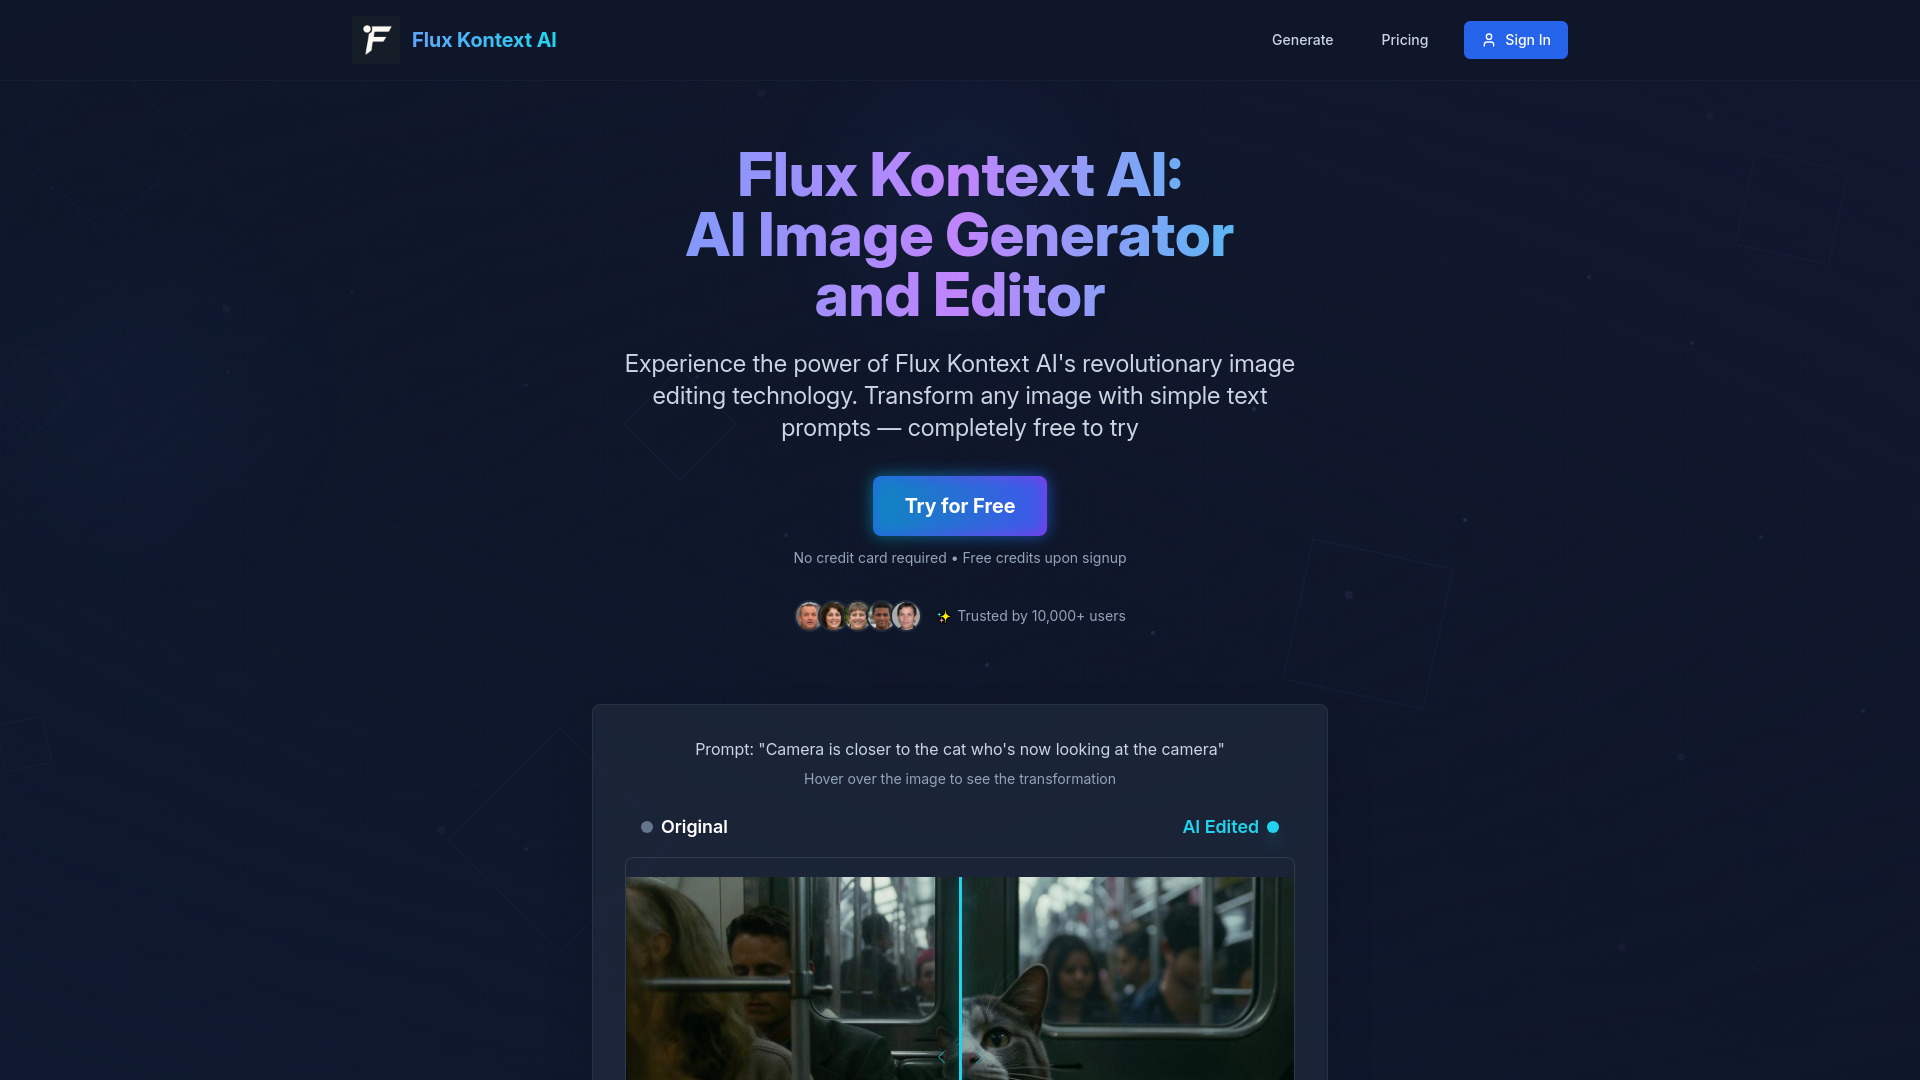 Flux Kontext AI
Generate
Pricing
Sign In
Flux Kontext AI:
AI Image Generator
and Editor
Experience the power of Flux Kontext AI's revolutionary image
editing technology. Transform any image with simple text
prompts — completely free to try
Try for Free
No credit card required • Free credits upon signup
✨ Trusted by 10,000+ users
Prompt: "Camera is closer to the cat who's now looking at the camera"
Hover over the image to see the transformation
Original
AI Edited